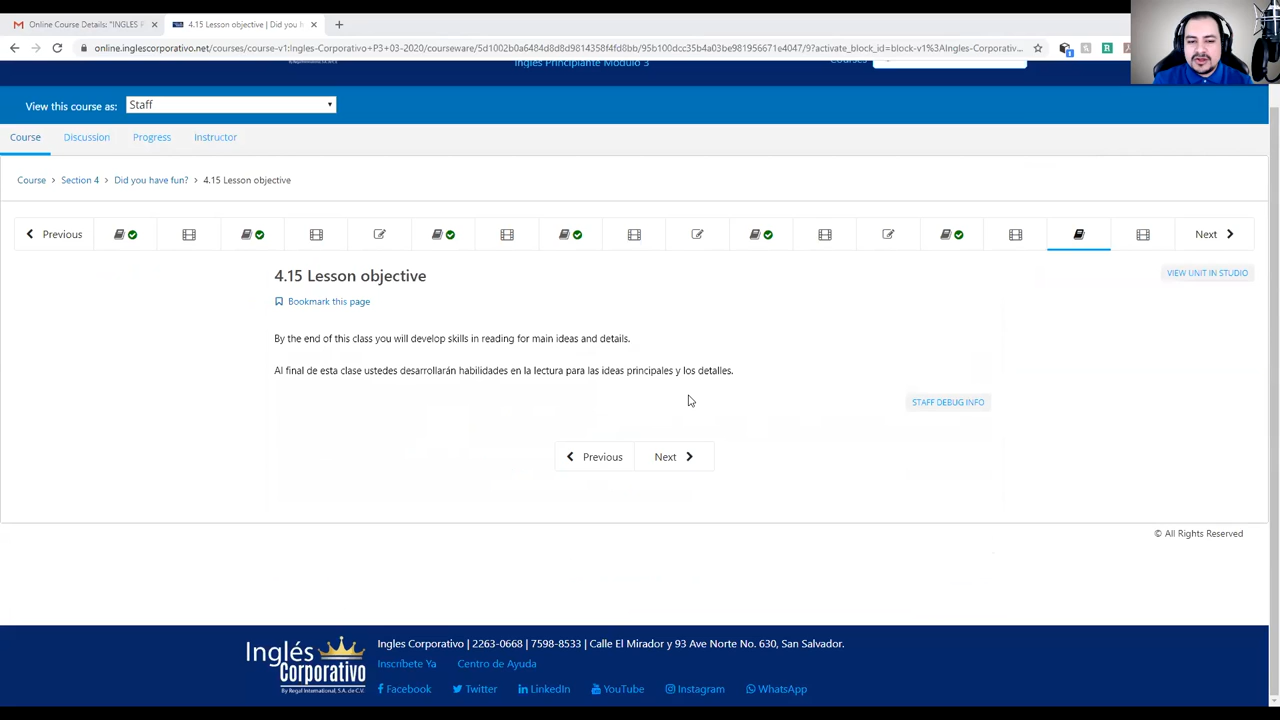 Online Course Details: "INGLES P
4.15 Lesson objective | Did you h
online.inglescorporativo.net/courses/course-v1:Ingles-Corporativo+P3+03-2020/courseware/5d1002b0a6484d8d8d9814358f4fd8bb/95b100dcc35b4a03be981956671e4047/9?activate_block_id=block-v1%3AIngles-Corporativ...
Inglés Principiante Módulo 3
Courses
View this course as:
Staff
Course
Discussion
Progress
Instructor
Course > Section 4 > Did you have fun? > 4.15 Lesson objective
Previous
Next
4.15 Lesson objective
VIEW UNIT IN STUDIO
Bookmark this page
By the end of this class you will develop skills in reading for main ideas and details.
Al final de esta clase ustedes desarrollarán habilidades en la lectura para las ideas principales y los detalles.
STAFF DEBUG INFO
Previous
Next
© All Rights Reserved
Inglés
Corporativo
By Regal International, S.A. de C.V.
Ingles Corporativo | 2263-0668 | 7598-8533 | Calle El Mirador y 93 Ave Norte No. 630, San Salvador.
Inscríbete Ya
Centro de Ayuda
Facebook
Twitter
LinkedIn
YouTube
Instagram
WhatsApp